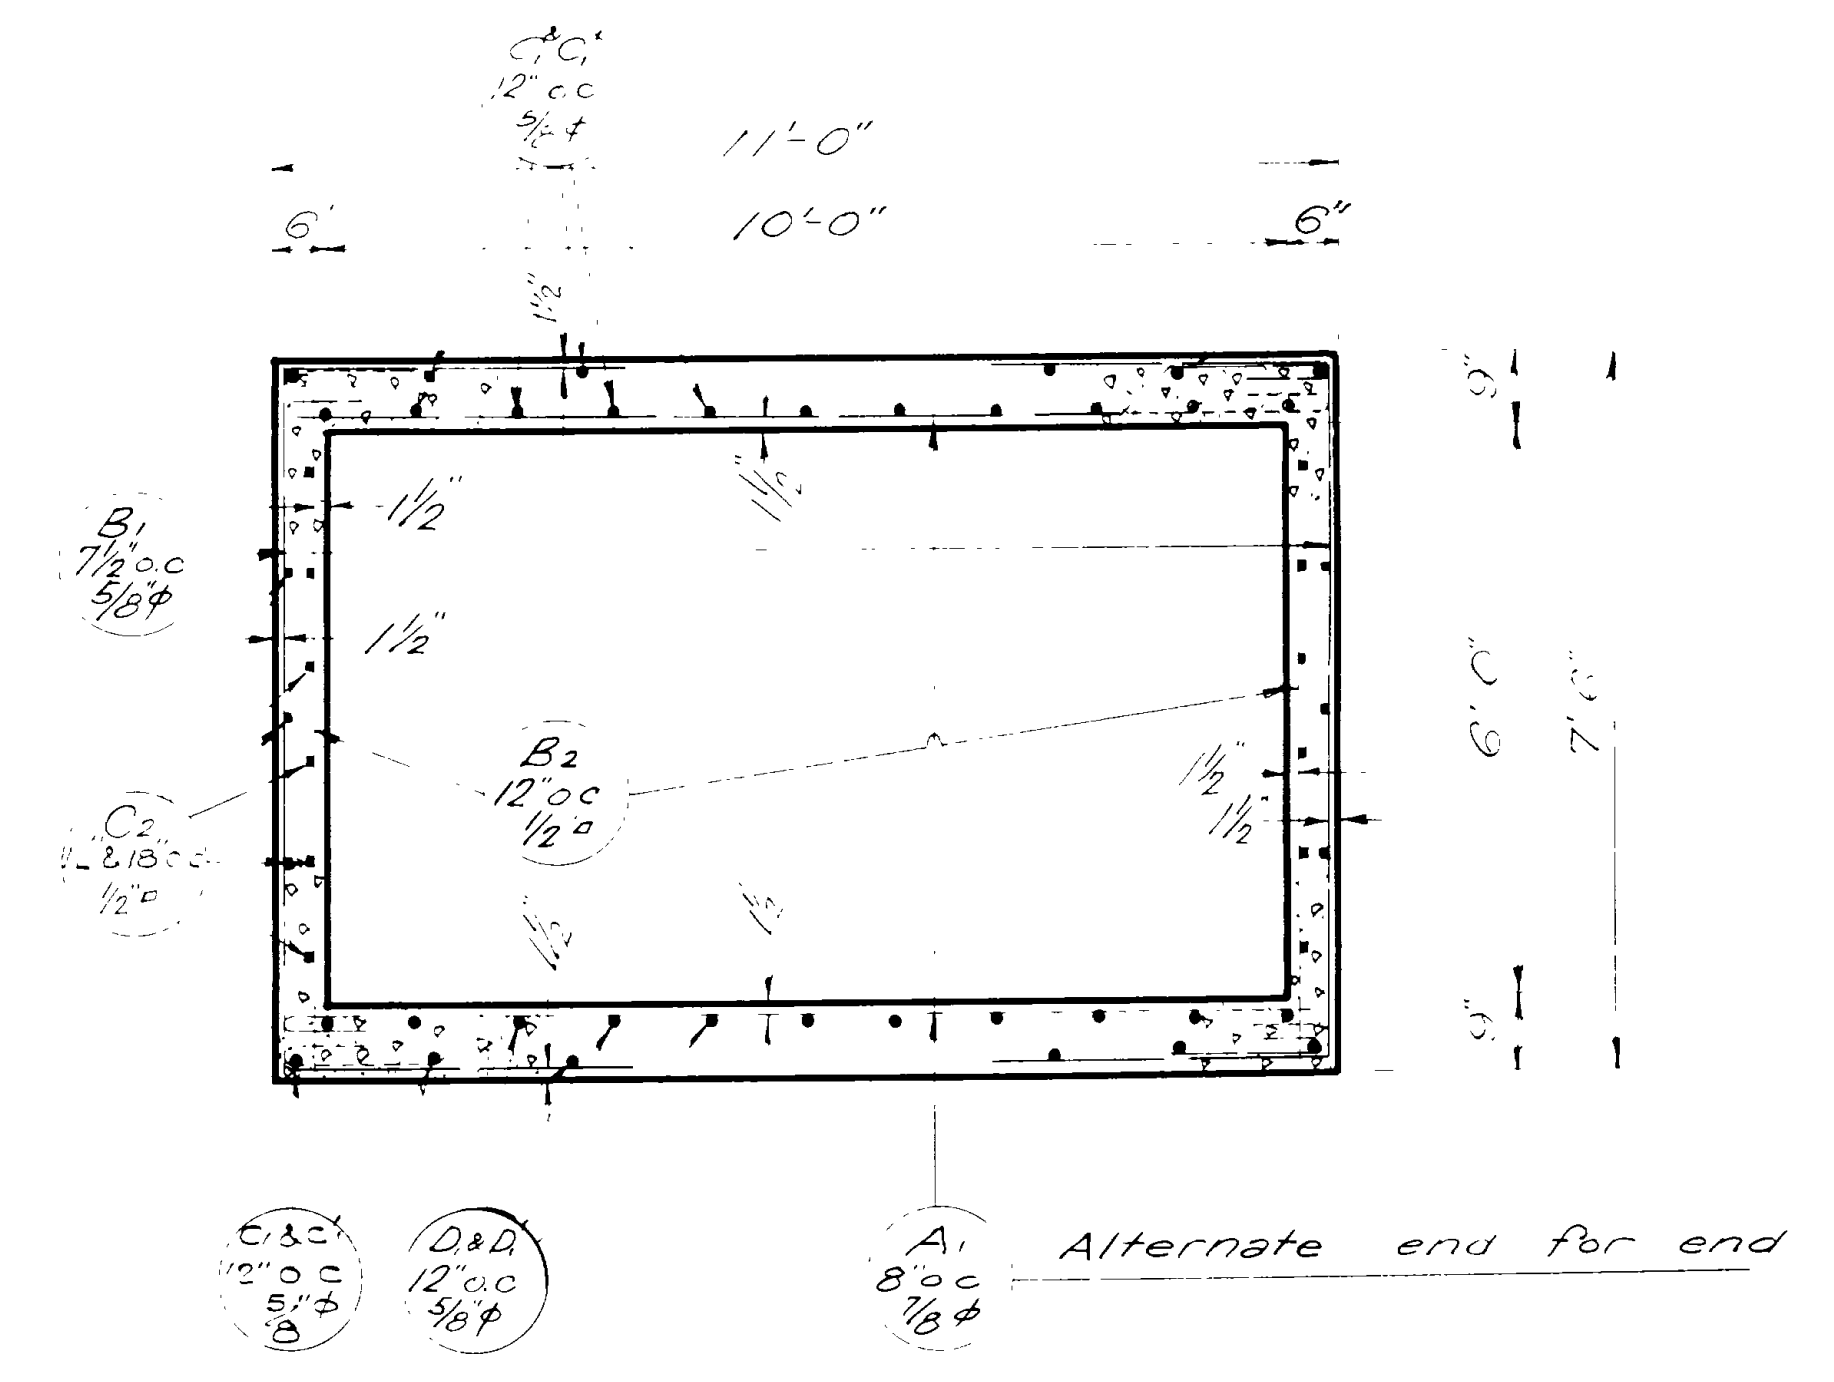 C₁ & C₁'
12" o.c
5/8 ϕ
11'-0"
6'
10'-0"
6"
1½"
9"
1½"
1½"
B₁
7½" o.c
5/8" ϕ
1½"
6'.0"
7'.6"
B₂
12" o c
1/2 □
1½"
1½"
C₂
& 18" o c
1/2" □
1½"
1½"
9"
C₁ & C₁'
12" o c
5/8" ϕ
D₁ & D₁
12" o.c
5/8" ϕ
A₁
8" o c
7/8 ϕ
Alternate end for end